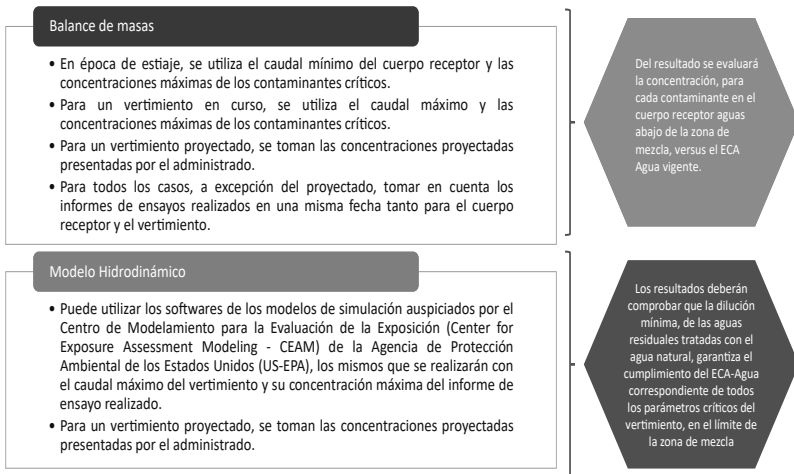 Balance de masas
• En época de estiaje, se utiliza el caudal mínimo del cuerpo receptor y las
concentraciones máximas de los contaminantes críticos.
• Para un vertimiento en curso, se utiliza el caudal máximo y las
concentraciones máximas de los contaminantes críticos.
• Para un vertimiento proyectado, se toman las concentraciones proyectadas
presentadas por el administrado.
• Para todos los casos, a excepción del proyectado, tomar en cuenta los
informes de ensayos realizados en una misma fecha tanto para el cuerpo
receptor y el vertimiento.
Del resultado se evaluará
la concentración, para
cada contaminante en el
cuerpo receptor aguas
abajo de la zona de
mezcla, versus el ECA
Agua vigente.
Modelo Hidrodinámico
• Puede utilizar los softwares de los modelos de simulación auspiciados por el
Centro de Modelamiento para la Evaluación de la Exposición (Center for
Exposure Assessment Modeling - CEAM) de la Agencia de Protección
Ambiental de los Estados Unidos (US-EPA), los mismos que se realizarán con
el caudal máximo del vertimiento y su concentración máxima del informe de
ensayo realizado.
• Para un vertimiento proyectado, se toman las concentraciones proyectadas
presentadas por el administrado.
Los resultados deberán
comprobar que la dilución
mínima, de las aguas
residuales tratadas con el
agua natural, garantiza el
cumplimiento del ECA-Agua
correspondiente de todos
los parámetros críticos del
vertimiento, en el límite de
la zona de mezcla